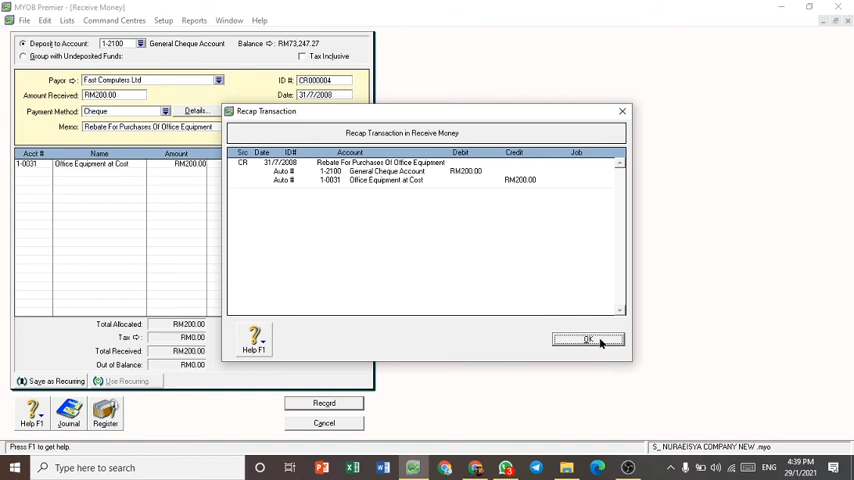 MYOB Premier - [Receive Money]
File Edit Lists Command Centres Setup Reports Window Help
Deposit to Account: 1-2100 General Cheque Account Balance ⇨: RM73,247.27
Group with Undeposited Funds: Tax Inclusive
Payor ⇨: Fast Computers Ltd ID #: CR000004
Amount Received: RM200.00 Date: 31/7/2008
Payment Method: Cheque Details...
Memo: Rebate For Purchases Of Office Equipment
Acct # Name Amount
1-0031 Office Equipment at Cost RM200.00
Total Allocated: RM200.00
Tax ⇨: RM0.00
Total Received: RM200.00
Out of Balance: RM0.00
Save as Recurring Use Recurring
Help F1 Journal Register
Record
Cancel
Recap Transaction
Recap Transaction in Receive Money
Src Date ID# Account Debit Credit Job
CR 31/7/2008 Rebate For Purchases Of Office Equipment
Auto # 1-2100 General Cheque Account RM200.00
Auto # 1-0031 Office Equipment at Cost RM200.00
Help F1
OK
Press F1 to get help. S_ NURAEISYA COMPANY NEW .myo
Type here to search
3
ENG
4:39 PM
29/1/2021